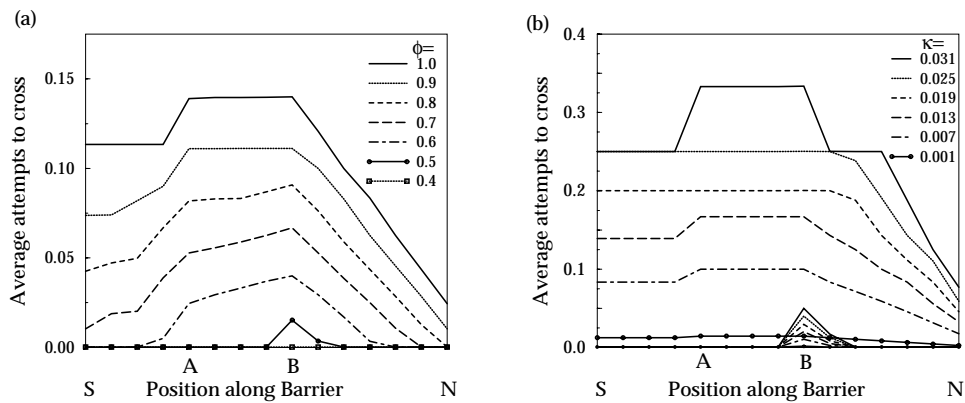 (a)
Average attempts to cross
0.15
0.10
0.05
0.00
ϕ=
1.0
0.9
0.8
0.7
0.6
0.5
0.4
A
B
S
Position along Barrier
N
(b)
Average attempts to cross
0.4
0.3
0.2
0.1
0.0
κ=
0.031
0.025
0.019
0.013
0.007
0.001
A
B
S
Position along Barrier
N